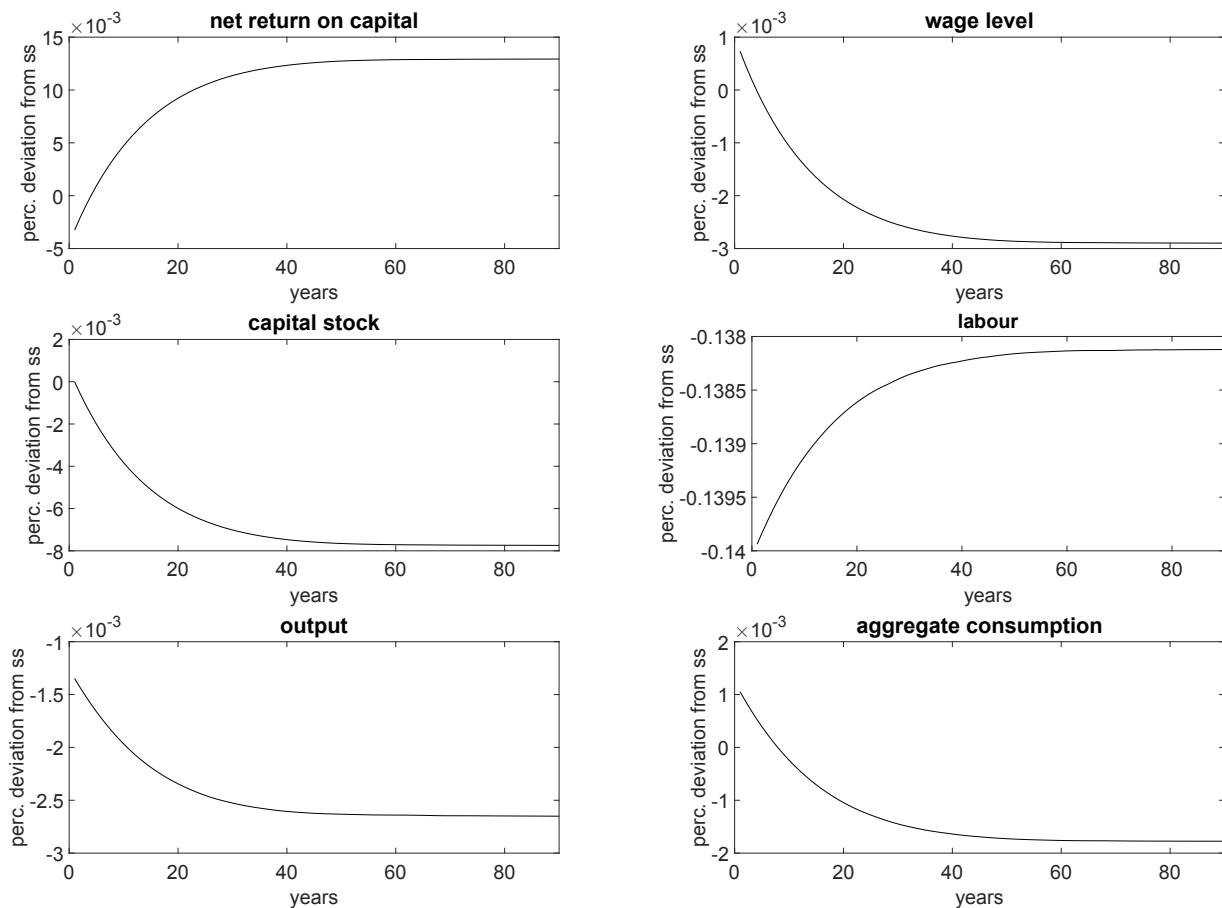 net return on capital
×10⁻³
perc. deviation from ss
15
10
5
0
-5
0 20 40 60 80
years
wage level
×10⁻³
perc. deviation from ss
1
0
-1
-2
-3
0 20 40 60 80
years
capital stock
×10⁻³
perc. deviation from ss
2
0
-2
-4
-6
-8
0 20 40 60 80
years
labour
perc. deviation from ss
-0.138
-0.1385
-0.139
-0.1395
-0.14
0 20 40 60 80
years
output
×10⁻³
perc. deviation from ss
-1
-1.5
-2
-2.5
-3
0 20 40 60 80
years
aggregate consumption
×10⁻³
perc. deviation from ss
2
1
0
-1
-2
0 20 40 60 80
years